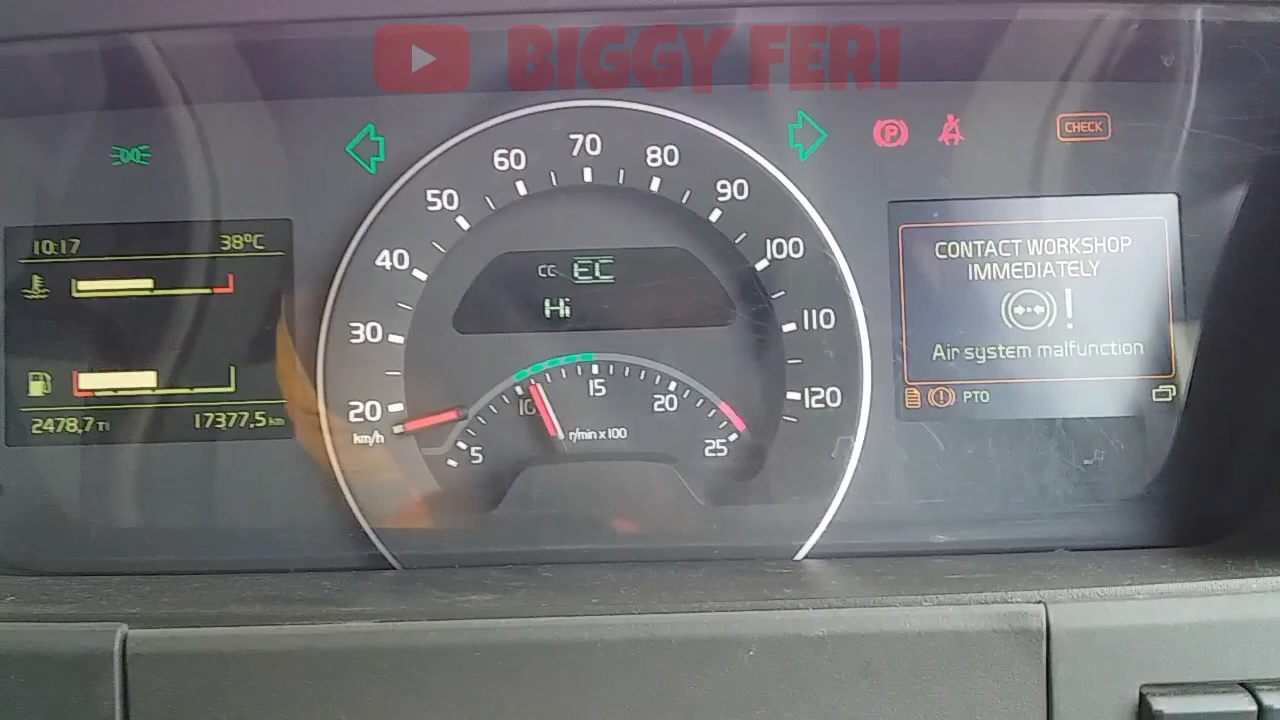 BIGGY FERI
CHECK
10:17 38°C
2478,7 TI 17377,5 km
20 30 40 50 60 70 80 90 100 110 120
km/h
CC EC
Hi
5 10 15 20 25
r/min x 100
P
CONTACT WORKSHOP
IMMEDIATELY
!
Air system malfunction
PTO